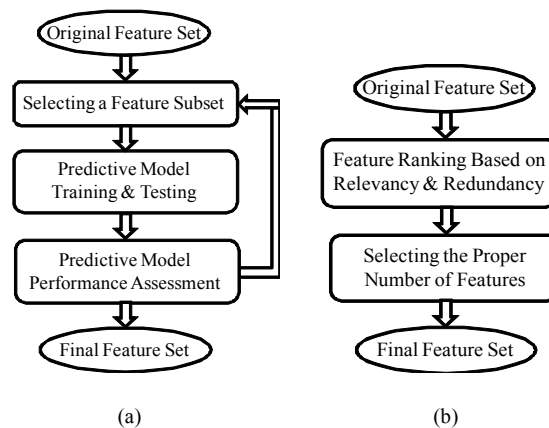 Original Feature Set
Selecting a Feature Subset
Predictive Model
Training & Testing
Predictive Model
Performance Assessment
Final Feature Set
(a)
Original Feature Set
Feature Ranking Based on
Relevancy & Redundancy
Selecting the Proper
Number of Features
Final Feature Set
(b)